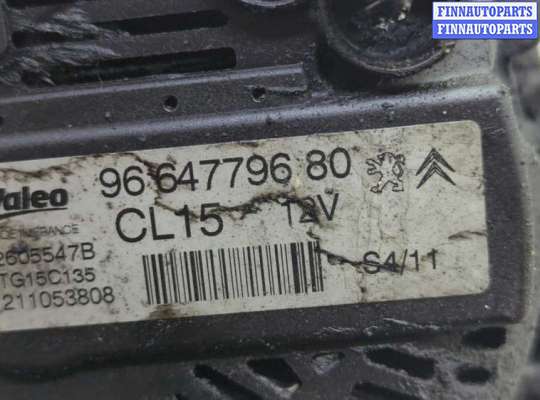 FINNAUTOPARTS
FINNAUTOPARTS
Valeo
96 647796 80
CL15 - 12V
2605547B
TG15C135
211053808
S4/11